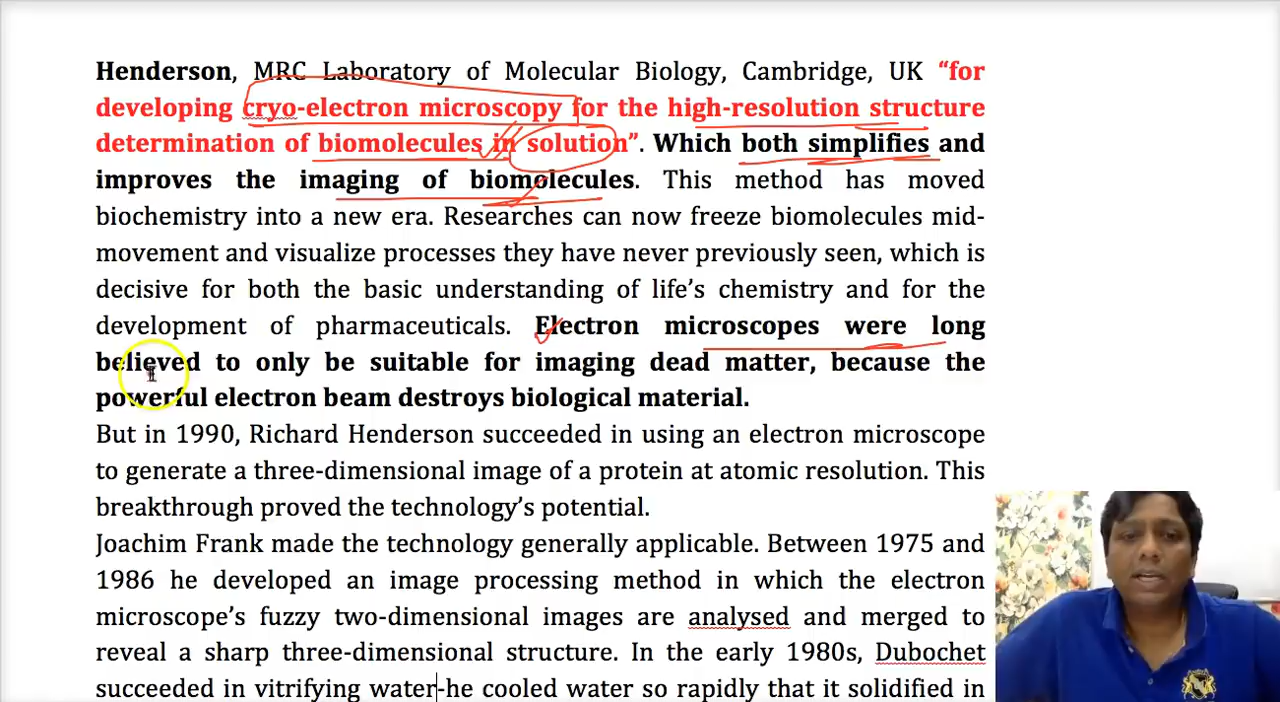 Henderson, MRC Laboratory of Molecular Biology, Cambridge, UK “for
developing cryo-electron microscopy for the high-resolution structure
determination of biomolecules in solution”. Which both simplifies and
improves the imaging of biomolecules. This method has moved
biochemistry into a new era. Researches can now freeze biomolecules mid-
movement and visualize processes they have never previously seen, which is
decisive for both the basic understanding of life’s chemistry and for the
development of pharmaceuticals. Electron microscopes were long
believed to only be suitable for imaging dead matter, because the
powerful electron beam destroys biological material.
But in 1990, Richard Henderson succeeded in using an electron microscope
to generate a three-dimensional image of a protein at atomic resolution. This
breakthrough proved the technology’s potential.
Joachim Frank made the technology generally applicable. Between 1975 and
1986 he developed an image processing method in which the electron
microscope’s fuzzy two-dimensional images are analysed and merged to
reveal a sharp three-dimensional structure. In the early 1980s, Dubochet
succeeded in vitrifying water-he cooled water so rapidly that it solidified in